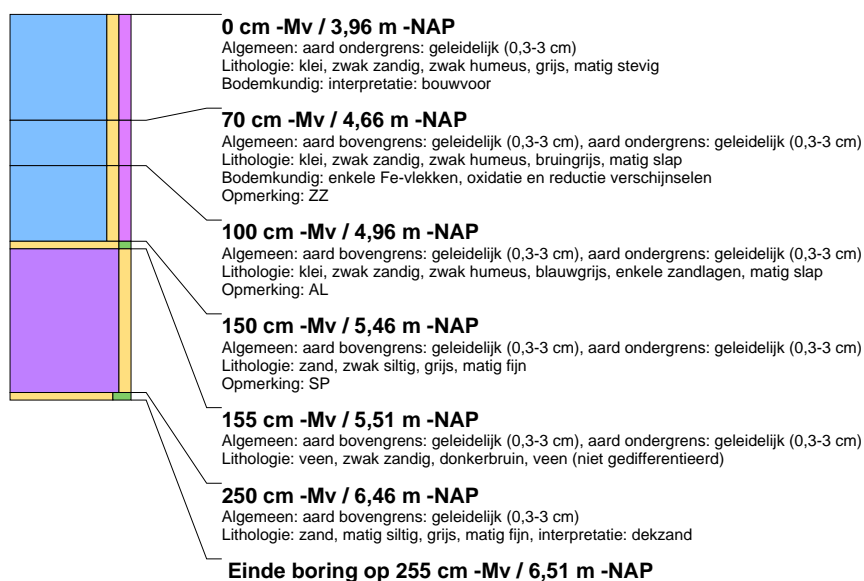 0 cm -Mv / 3,96 m -NAP
Algemeen: aard ondergrens: geleidelijk (0,3-3 cm)
Lithologie: klei, zwak zandig, zwak humeus, grijs, matig stevig
Bodemkundig: interpretatie: bouwvoor
70 cm -Mv / 4,66 m -NAP
Algemeen: aard bovengrens: geleidelijk (0,3-3 cm), aard ondergrens: geleidelijk (0,3-3 cm)
Lithologie: klei, zwak zandig, zwak humeus, bruingrijs, matig slap
Bodemkundig: enkele Fe-vlekken, oxidatie en reductie verschijnselen
Opmerking: ZZ
100 cm -Mv / 4,96 m -NAP
Algemeen: aard bovengrens: geleidelijk (0,3-3 cm), aard ondergrens: geleidelijk (0,3-3 cm)
Lithologie: klei, zwak zandig, zwak humeus, blauwgrijs, enkele zandlagen, matig slap
Opmerking: AL
150 cm -Mv / 5,46 m -NAP
Algemeen: aard bovengrens: geleidelijk (0,3-3 cm), aard ondergrens: geleidelijk (0,3-3 cm)
Lithologie: zand, zwak siltig, grijs, matig fijn
Opmerking: SP
155 cm -Mv / 5,51 m -NAP
Algemeen: aard bovengrens: geleidelijk (0,3-3 cm), aard ondergrens: geleidelijk (0,3-3 cm)
Lithologie: veen, zwak zandig, donkerbruin, veen (niet gedifferentieerd)
250 cm -Mv / 6,46 m -NAP
Algemeen: aard bovengrens: geleidelijk (0,3-3 cm)
Lithologie: zand, matig siltig, grijs, matig fijn, interpretatie: dekzand
Einde boring op 255 cm -Mv / 6,51 m -NAP